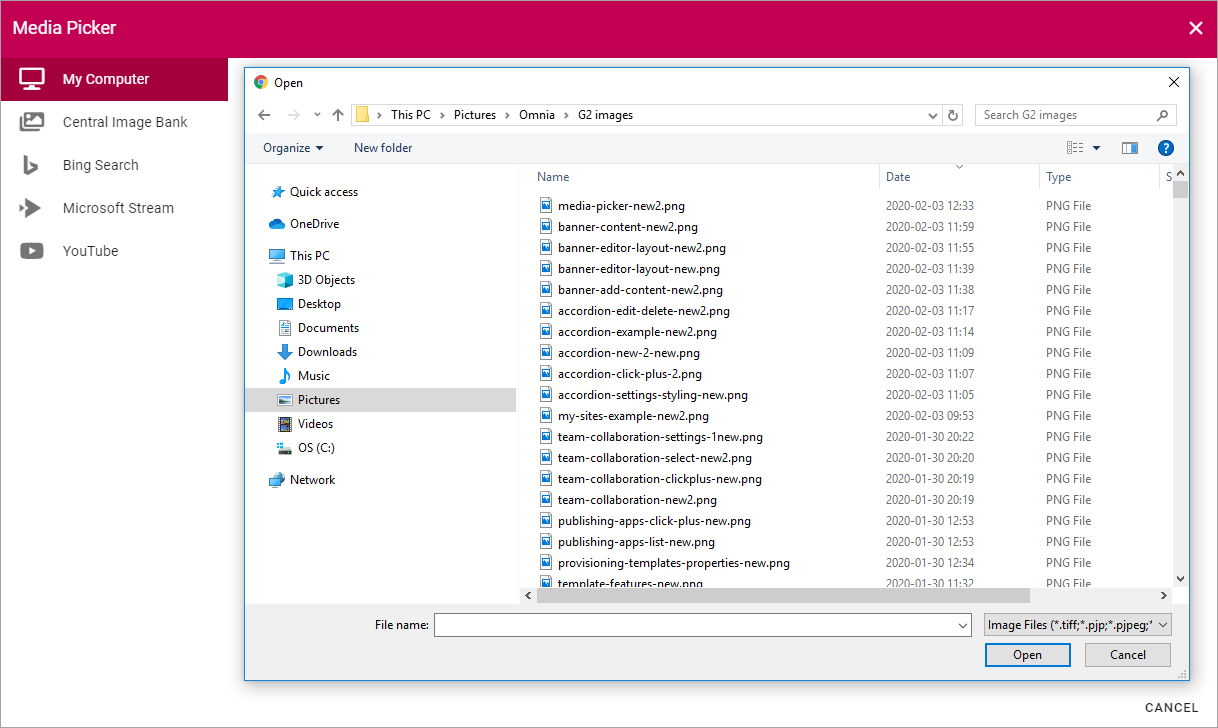 Media Picker
My Computer
Central Image Bank
Bing Search
Microsoft Stream
YouTube
Open
This PC > Pictures > Omnia > G2 images
Search G2 images
Organize
New folder
Quick access
OneDrive
This PC
3D Objects
Desktop
Documents
Downloads
Music
Pictures
Videos
OS (C:)
Network
Name Date Type S
media-picker-new2.png 2020-02-03 12:33 PNG File
banner-content-new2.png 2020-02-03 11:59 PNG File
banner-editor-layout-new2.png 2020-02-03 11:55 PNG File
banner-editor-layout-new.png 2020-02-03 11:39 PNG File
banner-add-content-new2.png 2020-02-03 11:38 PNG File
accordion-edit-delete-new2.png 2020-02-03 11:17 PNG File
accordion-example-new2.png 2020-02-03 11:14 PNG File
accordion-new-2-new.png 2020-02-03 11:09 PNG File
accordion-click-plus-2.png 2020-02-03 11:07 PNG File
accordion-settings-styling-new.png 2020-02-03 11:05 PNG File
my-sites-example-new2.png 2020-02-03 09:53 PNG File
team-collaboration-settings-1new.png 2020-01-30 20:22 PNG File
team-collaboration-select-new2.png 2020-01-30 20:20 PNG File
team-collaboration-clickplus-new.png 2020-01-30 20:19 PNG File
team-collaboration-new2.png 2020-01-30 20:19 PNG File
publishing-apps-click-plus-new.png 2020-01-30 12:53 PNG File
publishing-apps-list-new.png 2020-01-30 12:53 PNG File
provisioning-templates-properties-new.png 2020-01-30 12:34 PNG File
template-features-new.png 2020-01-30 11:32 PNG File
File name:
Image Files (*.tiff;*.pjp;*.pjpeg;*
Open
Cancel
CANCEL